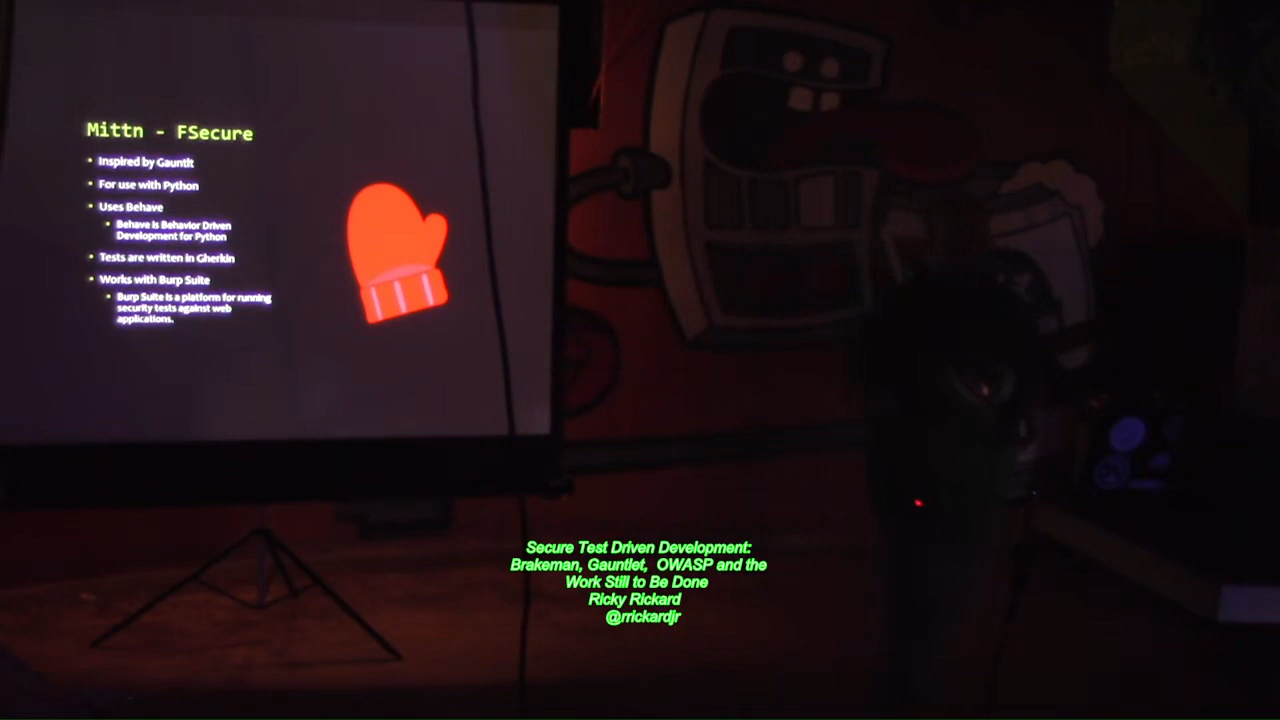 Mittn - FSecure
Inspired by Gauntlt
For use with Python
Uses Behave
Behave is Behavior Driven
Development for Python
Tests are written in Gherkin
Works with Burp Suite
Burp Suite is a platform for running
security tests against web
applications.
Secure Test Driven Development:
Brakeman, Gauntlet, OWASP and the
Work Still to Be Done
Ricky Rickard
@rrickardjr